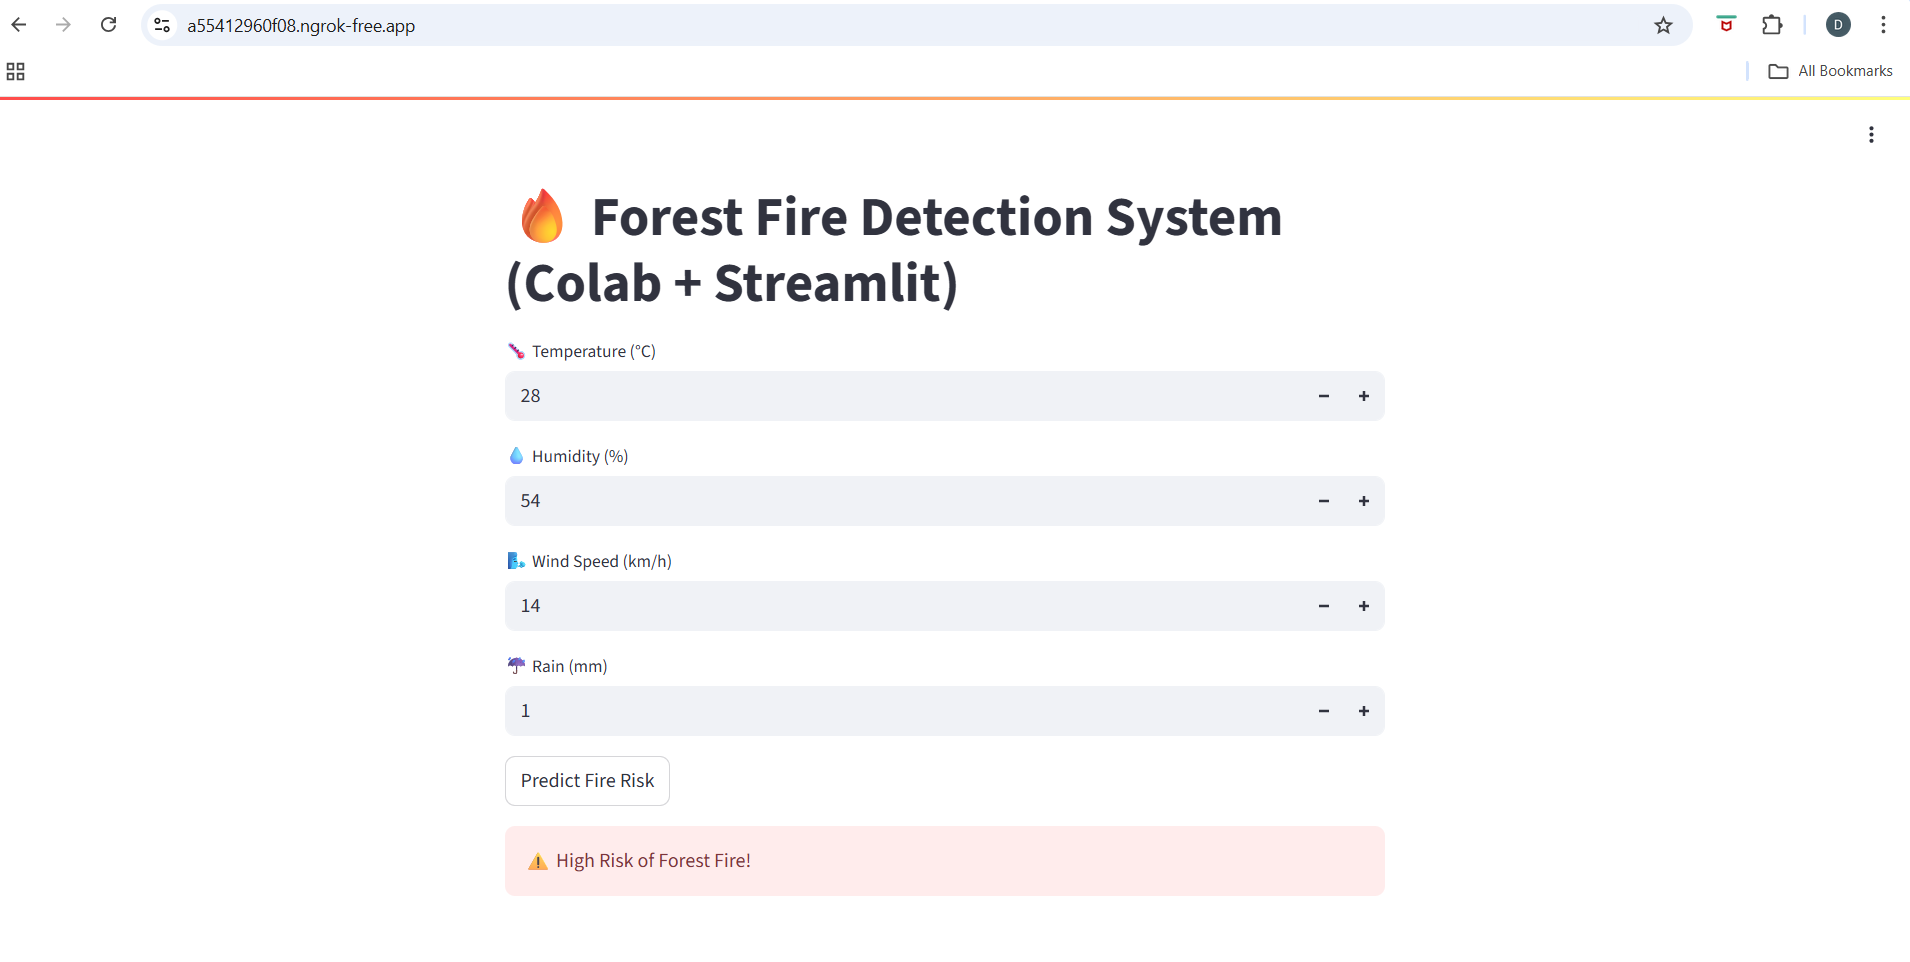 a55412960f08.ngrok-free.app
D
All Bookmarks
🔥 Forest Fire Detection System
(Colab + Streamlit)
🌡️ Temperature (°C)
28
💧 Humidity (%)
54
🌬️ Wind Speed (km/h)
14
☔ Rain (mm)
1
Predict Fire Risk
⚠️ High Risk of Forest Fire!